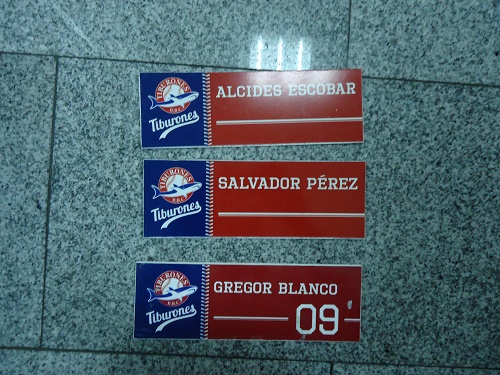 TIBURONES
B.B.C.
Tiburones
ALCIDES ESCOBAR
TIBURONES
B.B.C.
Tiburones
SALVADOR PÉREZ
TIBURONES
B.B.C.
Tiburones
GREGOR BLANCO
09